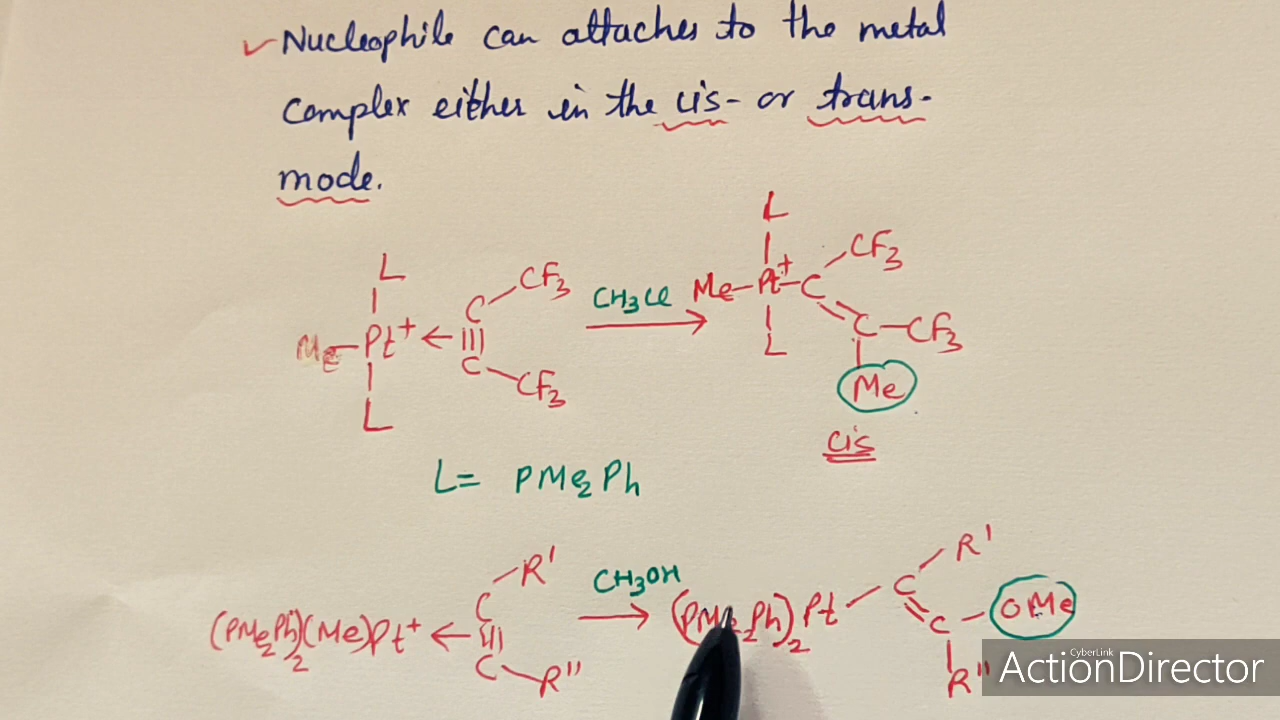 ✓ Nucleophile can attaches to the metal
complex either in the cis- or trans-
mode.
L
Me-Pt⁺ ← C≡C
CF₃
CF₃
L
CH₃Cl
L
Me-Pt⁺-C=C-CF₃
CF₃
L
Me
cis
L= PMe₂Ph
(PMe₂Ph)₂(Me)Pt⁺ ← C≡C
R'
R"
CH₃OH
(PMe₂Ph)₂Pt-C=C-OMe
R'
R"
CyberLink
ActionDirector